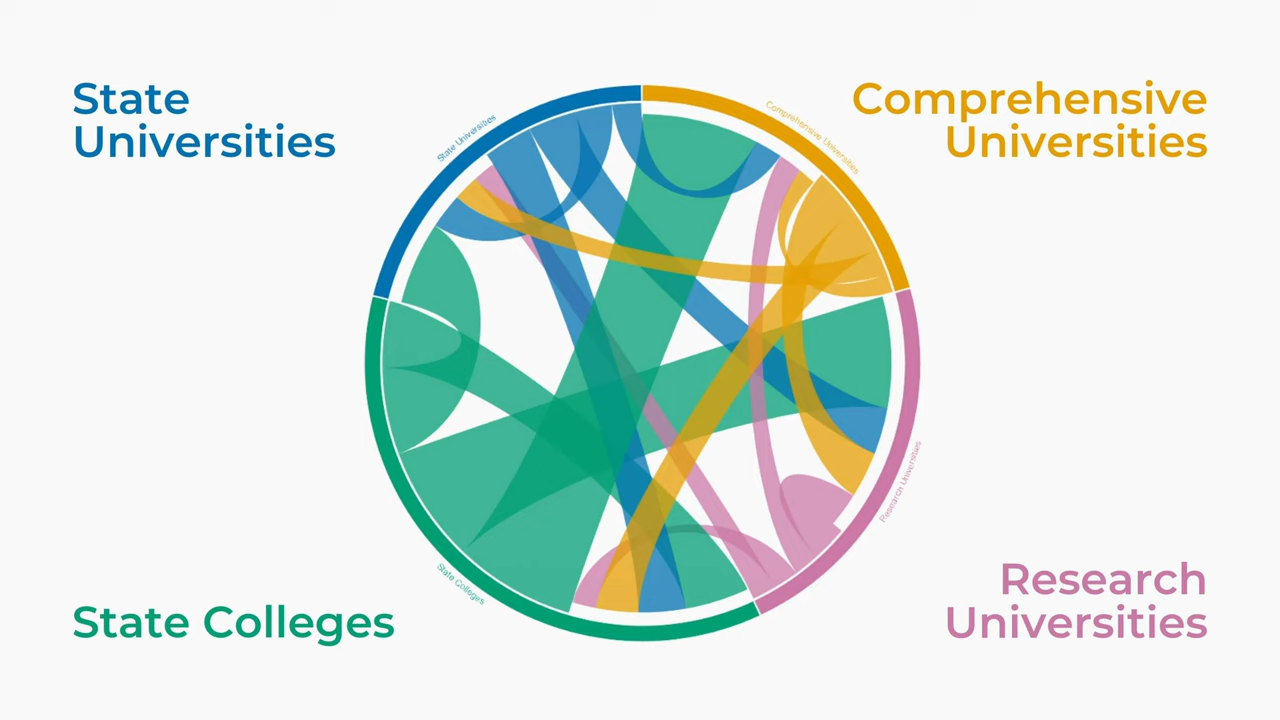 State
Universities
Comprehensive
Universities
State Universities
Comprehensive Universities
Research Universities
State Colleges
State Colleges
Research
Universities